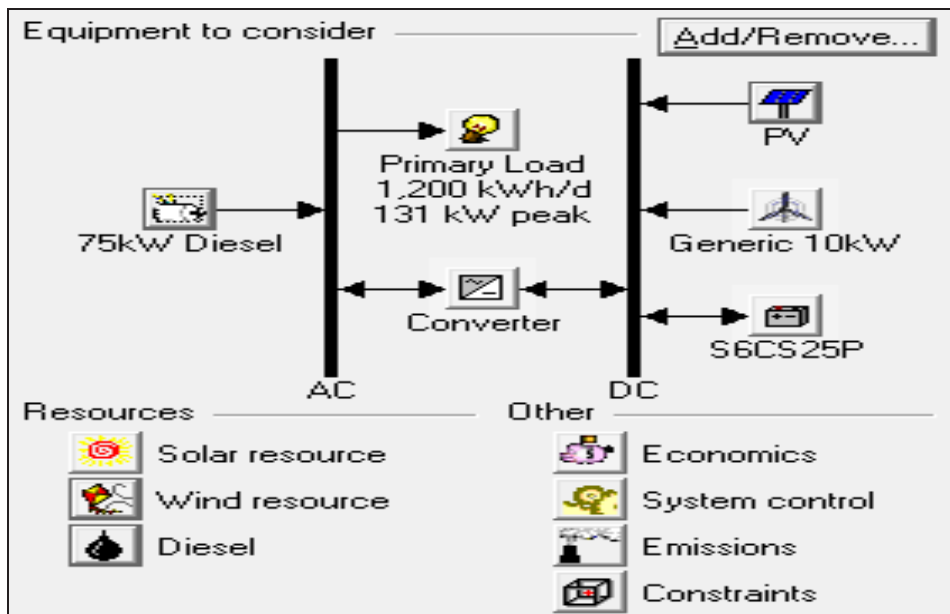 Equipment to consider
Add/Remove...
PV
Primary Load
1,200 kWh/d
131 kW peak
75kW Diesel
Generic 10kW
Converter
S6CS25P
AC
DC
Resources
Other
Solar resource
Economics
Wind resource
System control
Diesel
Emissions
Constraints